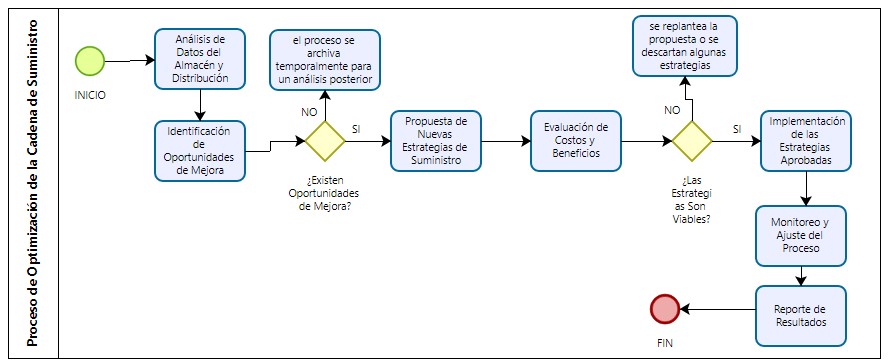 Proceso de Optimización de la Cadena de Suministro
INICIO
Análisis de
Datos del
Almacén y
Distribución
Identificación
de
Oportunidades
de Mejora
el proceso se
archiva
temporalmente para
un análisis posterior
NO
SI
¿Existen
Oportunidades
de Mejora?
Propuesta de
Nuevas
Estrategias de
Suministro
Evaluación de
Costos y
Beneficios
se replantea la
propuesta o se
descartan algunas
estrategias
NO
SI
¿Las
Estrategi
as Son
Viables?
Implementación
de las
Estrategias
Aprobadas
Monitoreo y
Ajuste del
Proceso
Reporte de
Resultados
FIN